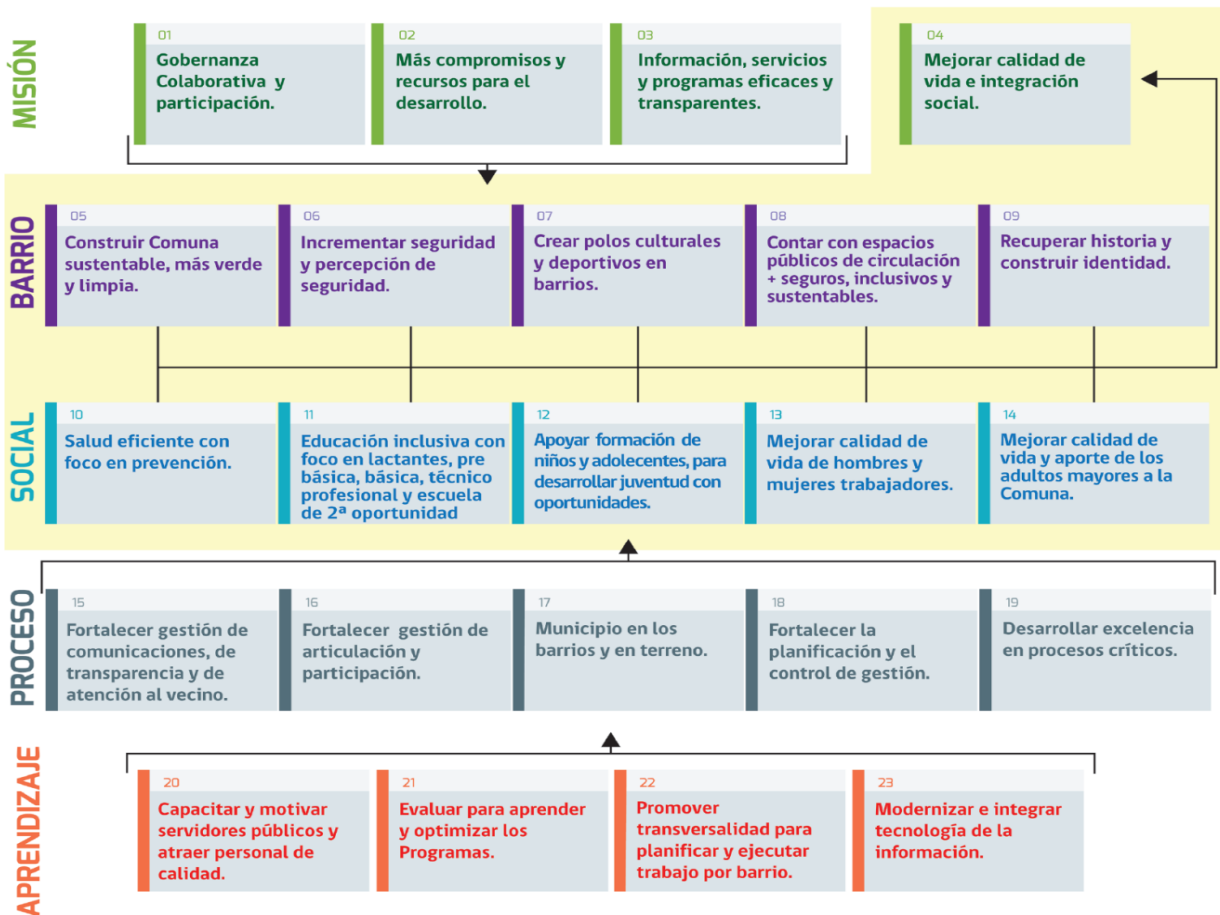 MISIÓN
01
Gobernanza
Colaborativa y
participación.
02
Más compromisos y
recursos para el
desarrollo.
03
Información, servicios
y programas eficaces y
transparentes.
04
Mejorar calidad de
vida e integración
social.
BARRIO
05
Construir Comuna
sustentable, más verde
y limpia.
06
Incrementar seguridad
y percepción de
seguridad.
07
Crear polos culturales
y deportivos en
barrios.
08
Contar con espacios
públicos de circulación
+ seguros, inclusivos y
sustentables.
09
Recuperar historia y
construir identidad.
SOCIAL
10
Salud eficiente con
foco en prevención.
11
Educación inclusiva con
foco en lactantes, pre
básica, básica, técnico
profesional y escuela
de 2ª oportunidad
12
Apoyar formación de
niños y adolecentes, para
desarrollar juventud con
oportunidades.
13
Mejorar calidad de
vida de hombres y
mujeres trabajadores.
14
Mejorar calidad de
vida y aporte de los
adultos mayores a la
Comuna.
PROCESO
15
Fortalecer gestión de
comunicaciones, de
transparencia y de
atención al vecino.
16
Fortalecer gestión de
articulación y
participación.
17
Municipio en los
barrios y en terreno.
18
Fortalecer la
planificación y el
control de gestión.
19
Desarrollar excelencia
en procesos críticos.
APRENDIZAJE
20
Capacitar y motivar
servidores públicos y
atraer personal de
calidad.
21
Evaluar para aprender
y optimizar los
Programas.
22
Promover
transversalidad para
planificar y ejecutar
trabajo por barrio.
23
Modernizar e integrar
tecnología de la
información.